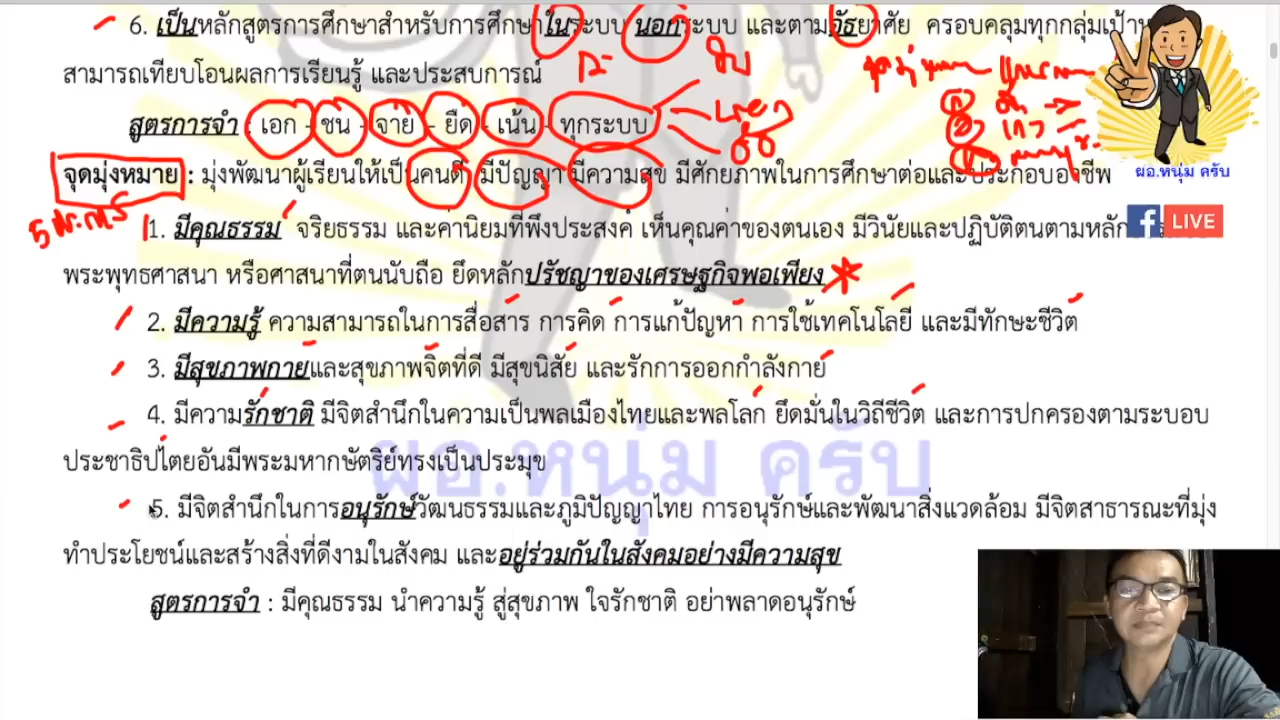 6. เป็นหลักสูตรการศึกษาสำหรับการศึกษาในระบบ นอกระบบ และตามอัธยาศัย ครอบคลุมทุกกลุ่มเป้าห
สามารถเทียบโอนผลการเรียนรู้ และประสบการณ์
สูตรการจำ : เอก - ชน - จาย - ยืด - เน้น - ทุกระบบ
จุดมุ่งหมาย : มุ่งพัฒนาผู้เรียนให้เป็นคนดี มีปัญญา มีความสุข มีศักยภาพในการศึกษาต่อและประกอบอาชีพ
ผอ.หนุ่ม ครับ
1. มีคุณธรรม จริยธรรม และค่านิยมที่พึงประสงค์ เห็นคุณค่าของตนเอง มีวินัยและปฏิบัติตนตามหลัก
LIVE
พระพุทธศาสนา หรือศาสนาที่ตนนับถือ ยึดหลักปรัชญาของเศรษฐกิจพอเพียง
2. มีความรู้ ความสามารถในการสื่อสาร การคิด การแก้ปัญหา การใช้เทคโนโลยี และมีทักษะชีวิต
3. มีสุขภาพกายและสุขภาพจิตที่ดี มีสุขนิสัย และรักการออกกำลังกาย
4. มีความรักชาติ มีจิตสำนึกในความเป็นพลเมืองไทยและพลโลก ยึดมั่นในวิถีชีวิต และการปกครองตามระบอบ
ประชาธิปไตยอันมีพระมหากษัตริย์ทรงเป็นประมุข
ผอ.หนุ่ม ครับ
5. มีจิตสำนึกในการอนุรักษ์วัฒนธรรมและภูมิปัญญาไทย การอนุรักษ์และพัฒนาสิ่งแวดล้อม มีจิตสาธารณะที่มุ่ง
ทำประโยชน์และสร้างสิ่งที่ดีงามในสังคม และอยู่ร่วมกันในสังคมอย่างมีความสุข
สูตรการจำ : มีคุณธรรม นำความรู้ สู่สุขภาพ ใจรักชาติ อย่าพลาดอนุรักษ์